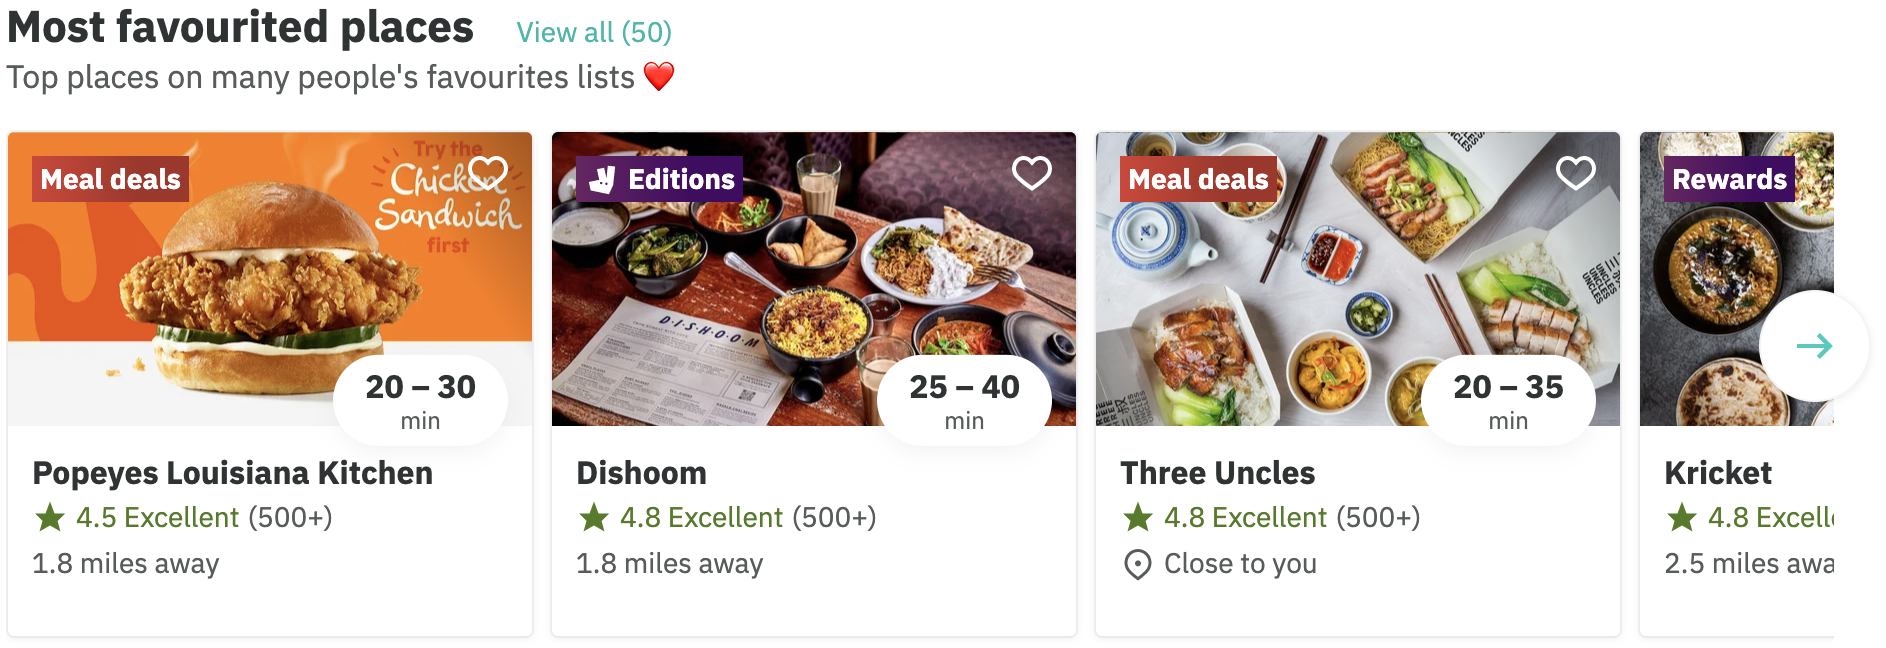 Most favourited places View all (50)
Top places on many people's favourites lists ❤️
Meal deals
Try the
Chicken
Sandwich
first
20 – 30
min
Popeyes Louisiana Kitchen
4.5 Excellent (500+)
1.8 miles away
Editions
D·I·S·H·O·O·M
25 – 40
min
Dishoom
4.8 Excellent (500+)
1.8 miles away
Meal deals
UNCLES
UNCLES
UNCLES
20 – 35
min
Three Uncles
4.8 Excellent (500+)
Close to you
Rewards
Kricket
4.8 Excell
2.5 miles awa